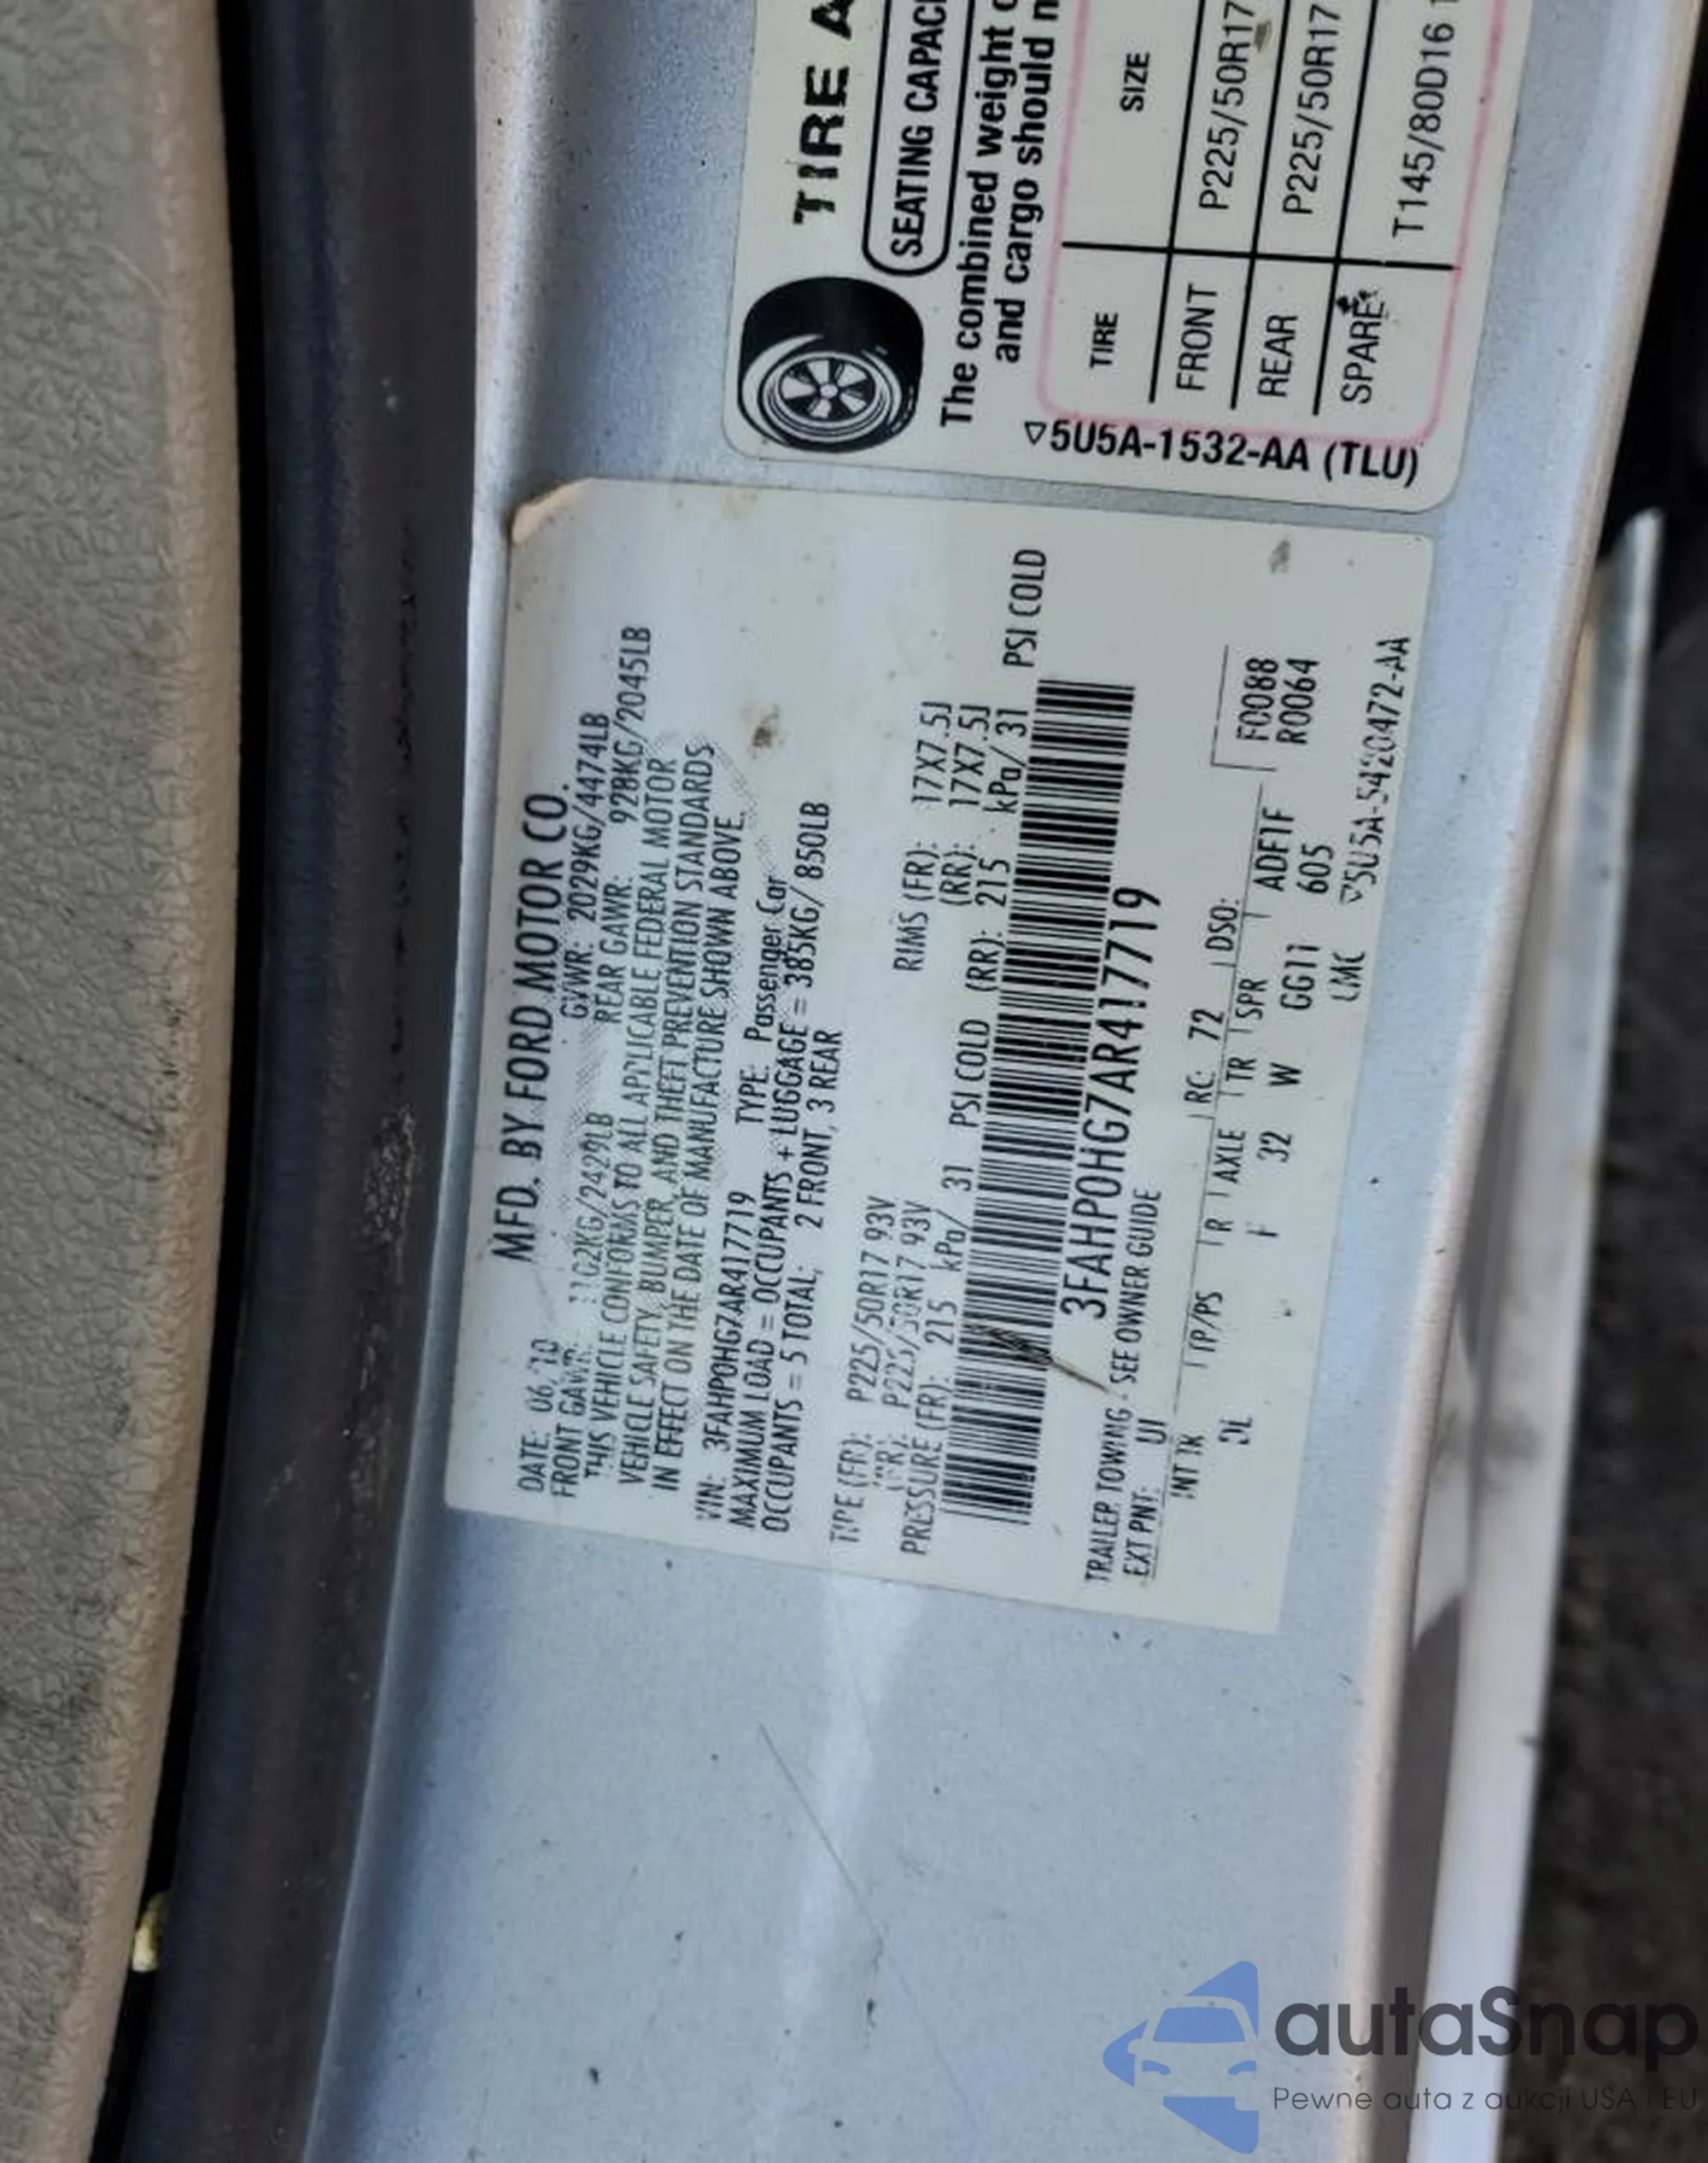 MFD. BY FORD MOTOR CO.
DATE: 06/10 GVWR: 2029KG/4474LB
FRONT GAWR: 1102KG/2429LB REAR GAWR: 928KG/2045LB
THIS VEHICLE CONFORMS TO ALL APPLICABLE FEDERAL MOTOR
VEHICLE SAFETY, BUMPER, AND THEFT PREVENTION STANDARDS
IN EFFECT ON THE DATE OF MANUFACTURE SHOWN ABOVE.
VIN: 3FAHP0HG7AR417719 TYPE: Passenger Car
MAXIMUM LOAD = OCCUPANTS + LUGGAGE = 385KG/ 850LB
OCCUPANTS = 5 TOTAL; 2 FRONT, 3 REAR
TIRE (FR): P225/50R17 93V RIMS (FR): 17X7.5J
(RR): P225/50R17 93V (RR): 17X7.5J
PRESSURE (FR): 215 kPa/ 31 PSI COLD (RR): 215 kPa/ 31 PSI COLD
3FAHP0HG7AR417719
TRAILER TOWING - SEE OWNER GUIDE
EXT PNT: UI RC: 72 DSO:
INT TR TP/PS R AXLE TR SPR F0088
F 32 W GG11 ADF1F R0064
LMC 605
▽5U5A-5420472-AA
TIRE A
SEATING CAPAC
The combined weight
and cargo should
TIRE SIZE
FRONT P225/50R17
REAR P225/50R17
SPARE T145/80D16
▽5U5A-1532-AA (TLU)
autaSnap
Pewne auta z aukcji USA i EU